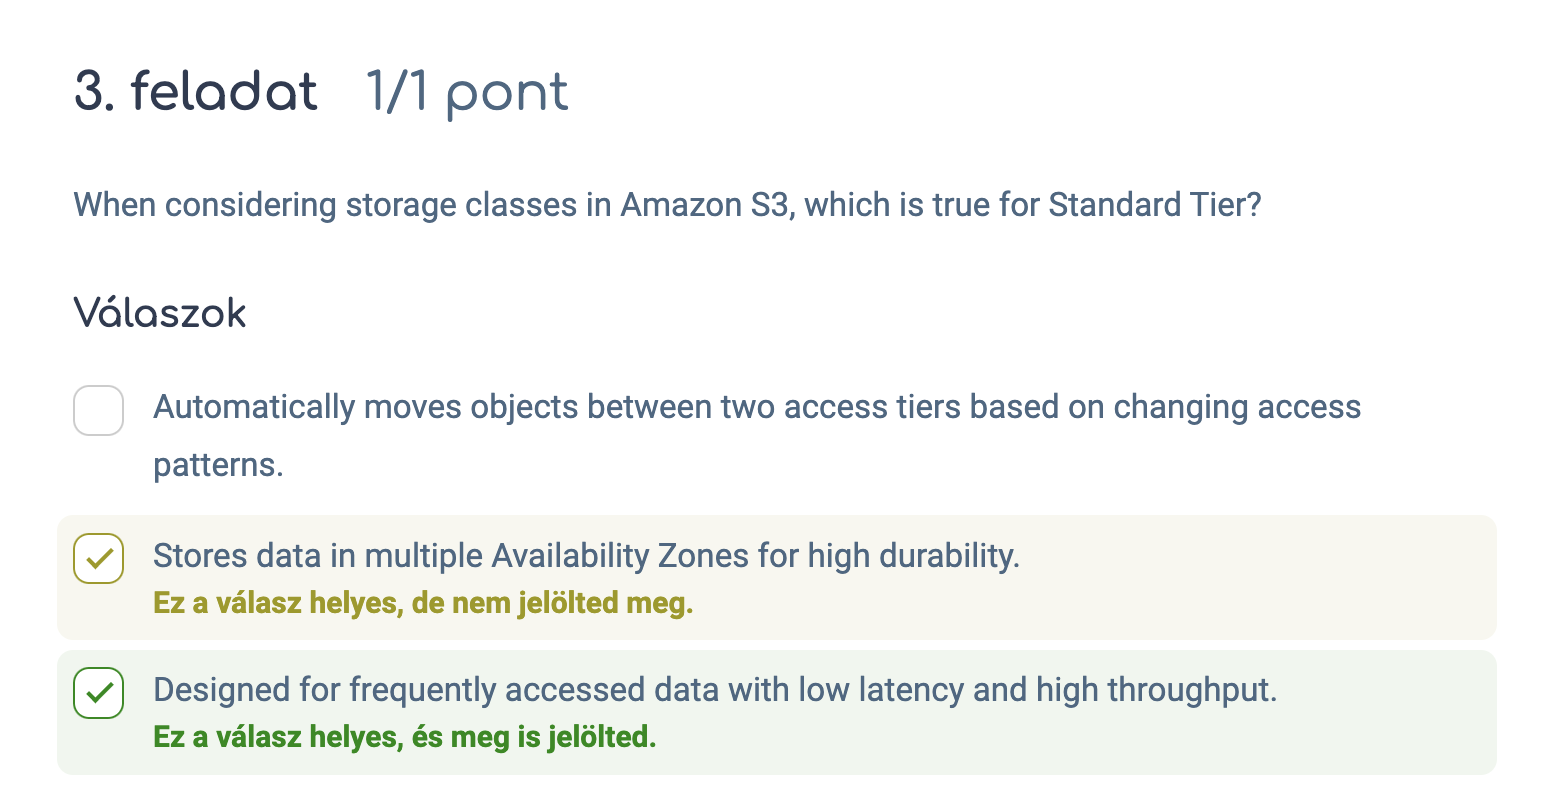 3. feladat 1/1 pont
When considering storage classes in Amazon S3, which is true for Standard Tier?
Válaszok
Automatically moves objects between two access tiers based on changing access
patterns.
Stores data in multiple Availability Zones for high durability.
Ez a válasz helyes, de nem jelölted meg.
Designed for frequently accessed data with low latency and high throughput.
Ez a válasz helyes, és meg is jelölted.